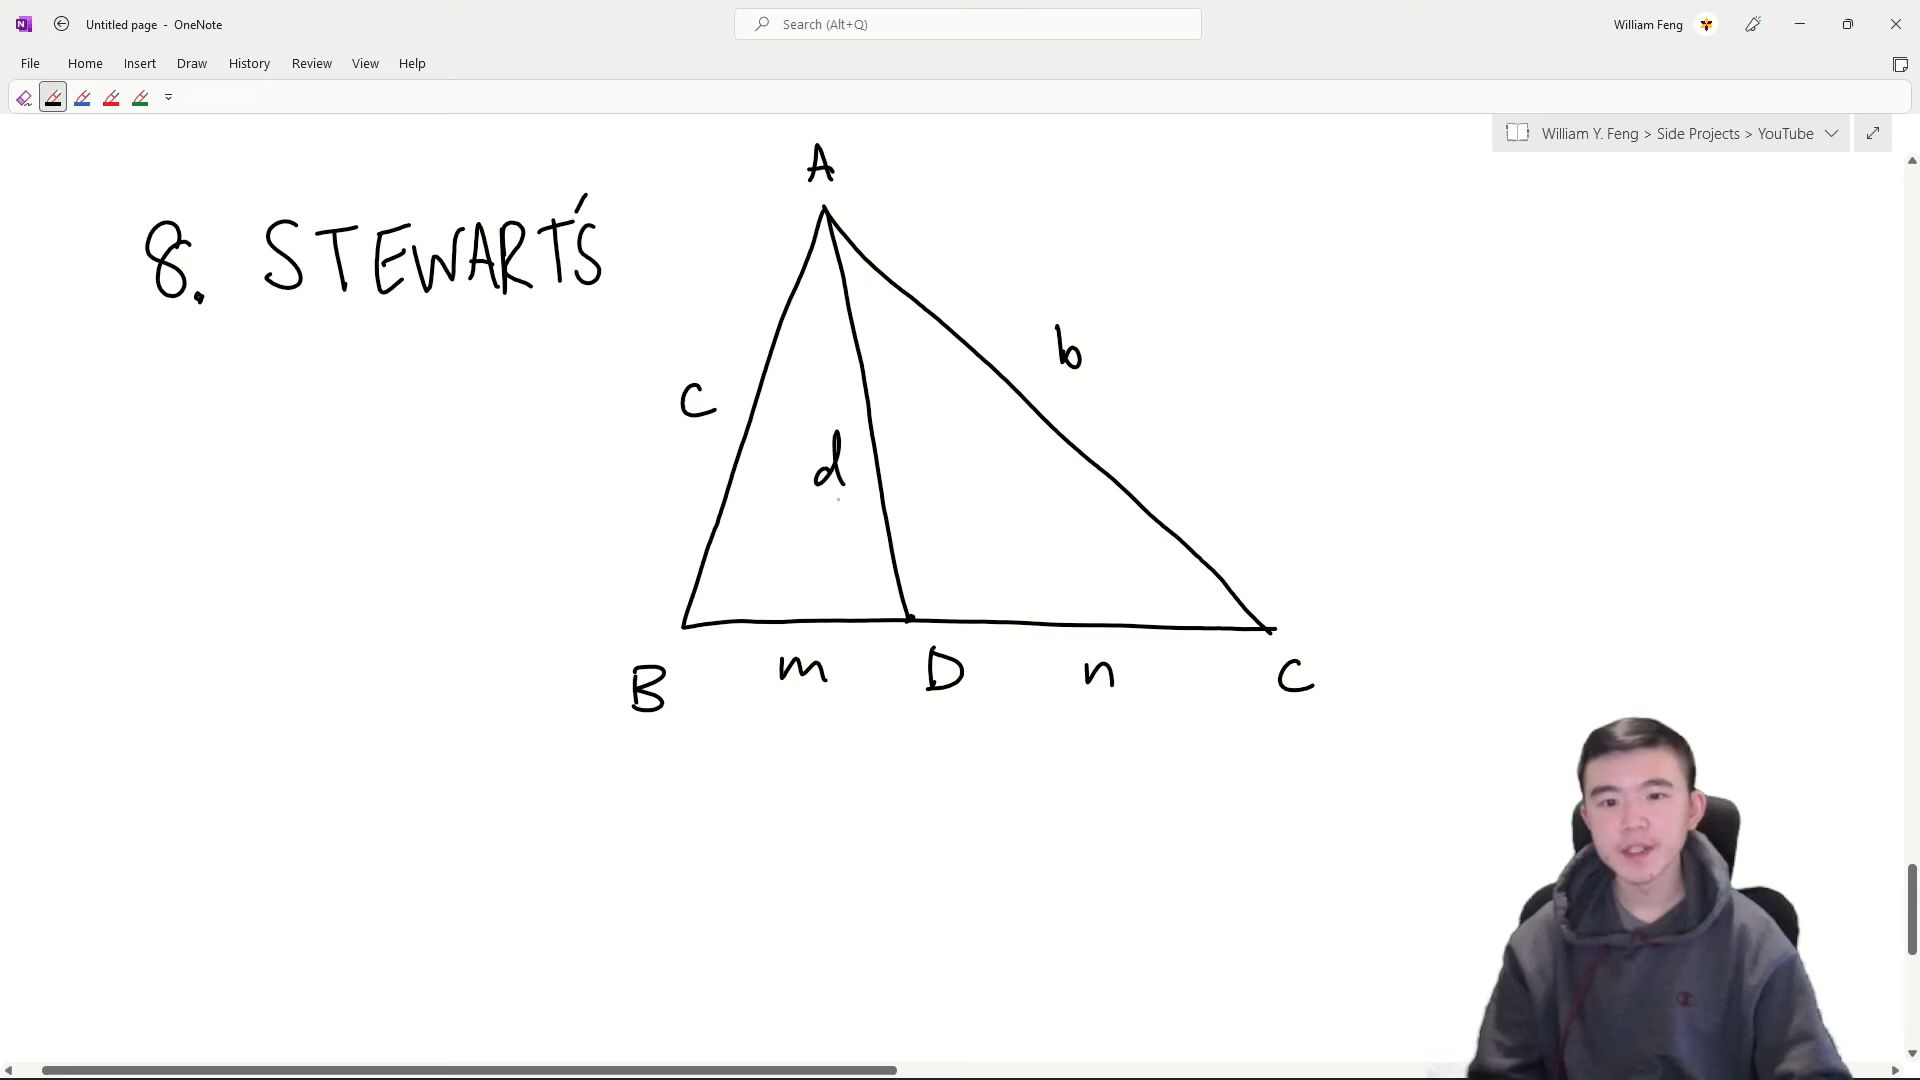 Untitled page - OneNote
Search (Alt+Q)
William Feng
File Home Insert Draw History Review View Help
William Y. Feng > Side Projects > YouTube
A
8. STEWART'S
b
c
d
B m D n C